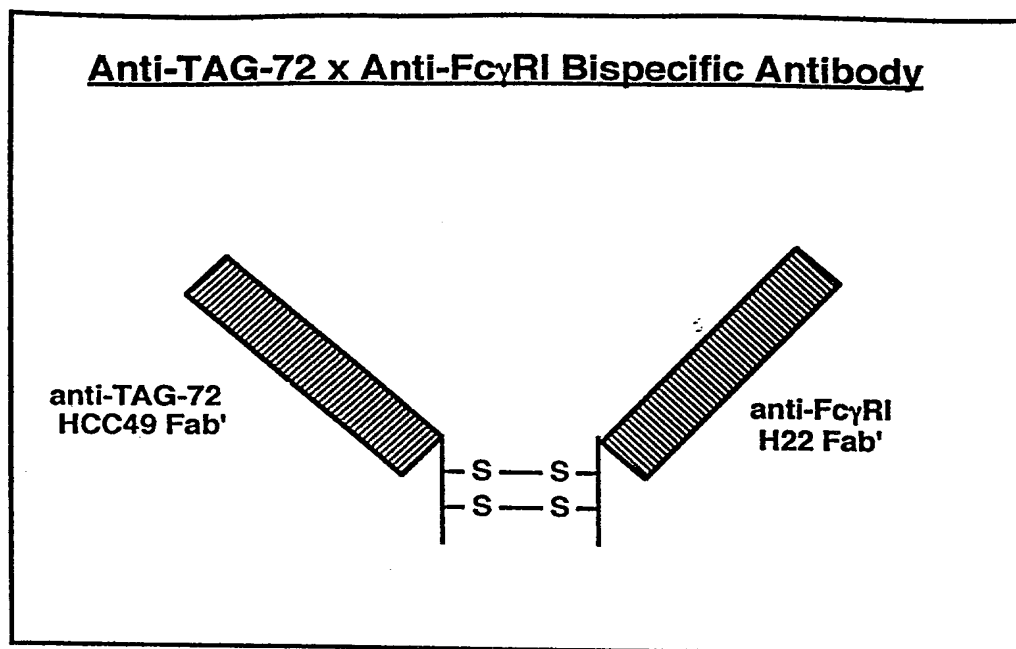 Anti-TAG-72 x Anti-FcγRI Bispecific Antibody
anti-TAG-72
HCC49 Fab'
anti-FcγRI
H22 Fab'
S — S
S — S